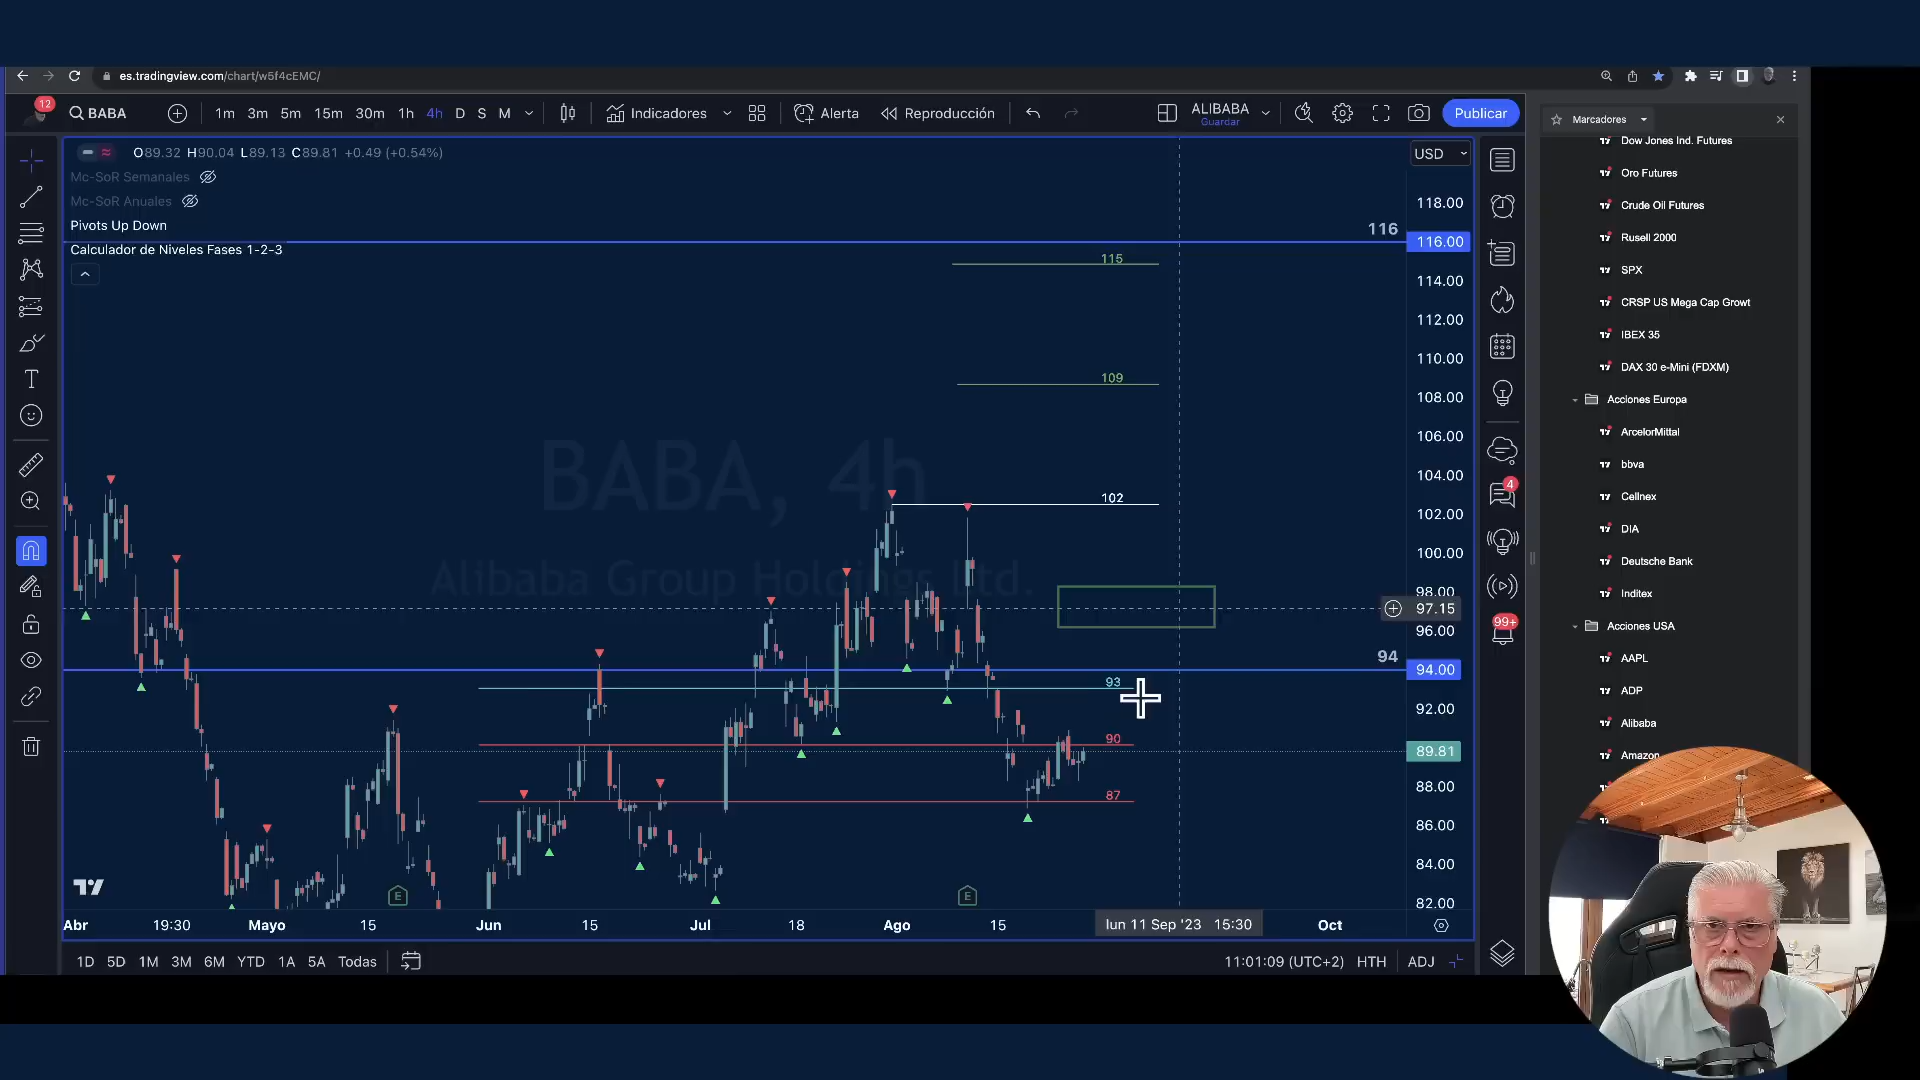 es.tradingview.com/chart/w5f4cEMC/
12
BABA
1m 3m 5m 15m 30m 1h 4h D S M
Indicadores
Alerta
Reproducción
ALIBABA
Guardar
Publicar
Marcadores
O89.32 H90.04 L89.13 C89.81 +0.49 (+0.54%)
USD
Mc-SoR Semanales
Mc-SoR Anuales
Pivots Up Down
Calculador de Niveles Fases 1-2-3
BABA, 4h
Alibaba Group Holdings Ltd.
116
115
109
102
94
93
90
87
118.00
116.00
114.00
112.00
110.00
108.00
106.00
104.00
102.00
100.00
98.00
97.15
96.00
94.00
92.00
89.81
88.00
86.00
84.00
82.00
E
E
Abr 19:30 Mayo 15 Jun 15 Jul 18 Ago 15 lun 11 Sep '23 15:30 Oct
1D 5D 1M 3M 6M YTD 1A 5A Todas
11:01:09 (UTC+2) HTH ADJ
4
99+
Dow Jones Ind. Futures
Oro Futures
Crude Oil Futures
Rusell 2000
SPX
CRSP US Mega Cap Growt
IBEX 35
DAX 30 e-Mini (FDXM)
Acciones Europa
ArcelorMittal
bbva
Cellnex
DIA
Deutsche Bank
Inditex
Acciones USA
AAPL
ADP
Alibaba
Amazon